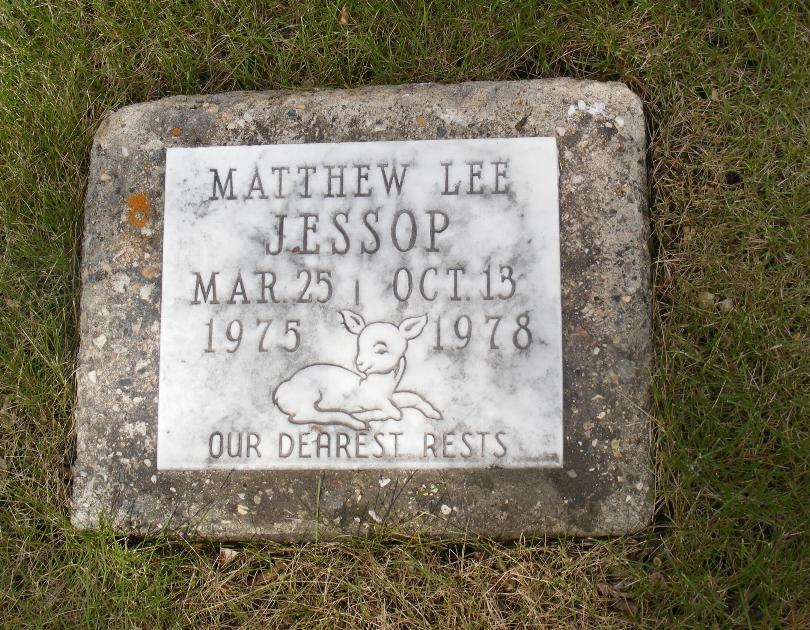 MATTHEW LEE
JESSOP
MAR. 25 | OCT. 13
1975 1978
OUR DEAREST RESTS